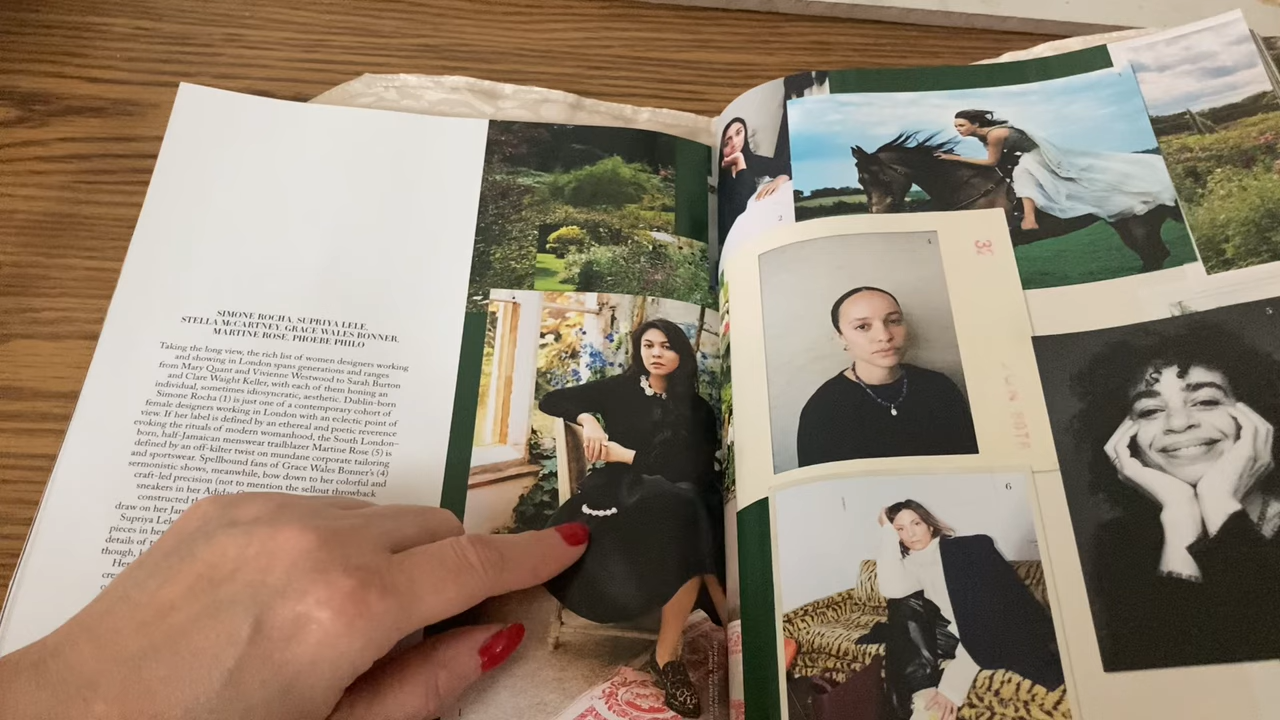 SIMONE ROCHA, SUPRIYA LELE,
STELLA McCARTNEY, GRACE WALES BONNER,
MARTINE ROSE, PHOEBE PHILO
Taking the long view, the rich list of women designers working
and showing in London spans generations and ranges
from Mary Quant and Vivienne Westwood to Sarah Burton
and Clare Waight Keller, with each of them honing an
individual, sometimes idiosyncratic, aesthetic. Dublin-born
Simone Rocha (1) is just one of a contemporary cohort of
female designers working in London with an eclectic point of
view. If her label is defined by an ethereal and poetic reverence
evoking the rituals of modern womanhood, the South London–
born, half-Jamaican menswear trailblazer Martine Rose (5) is
defined by an off-kilter twist on mundane corporate tailoring
and sportswear. Spellbound fans of Grace Wales Bonner's (4)
sermonistic shows, meanwhile, bow down to her colorful and
craft-led precision (not to mention the sellout throwback
sneakers in her Adidas
constructed
draw on her
Supriya Lele
pieces in her
details of
though,
2
4
32
5
6
1